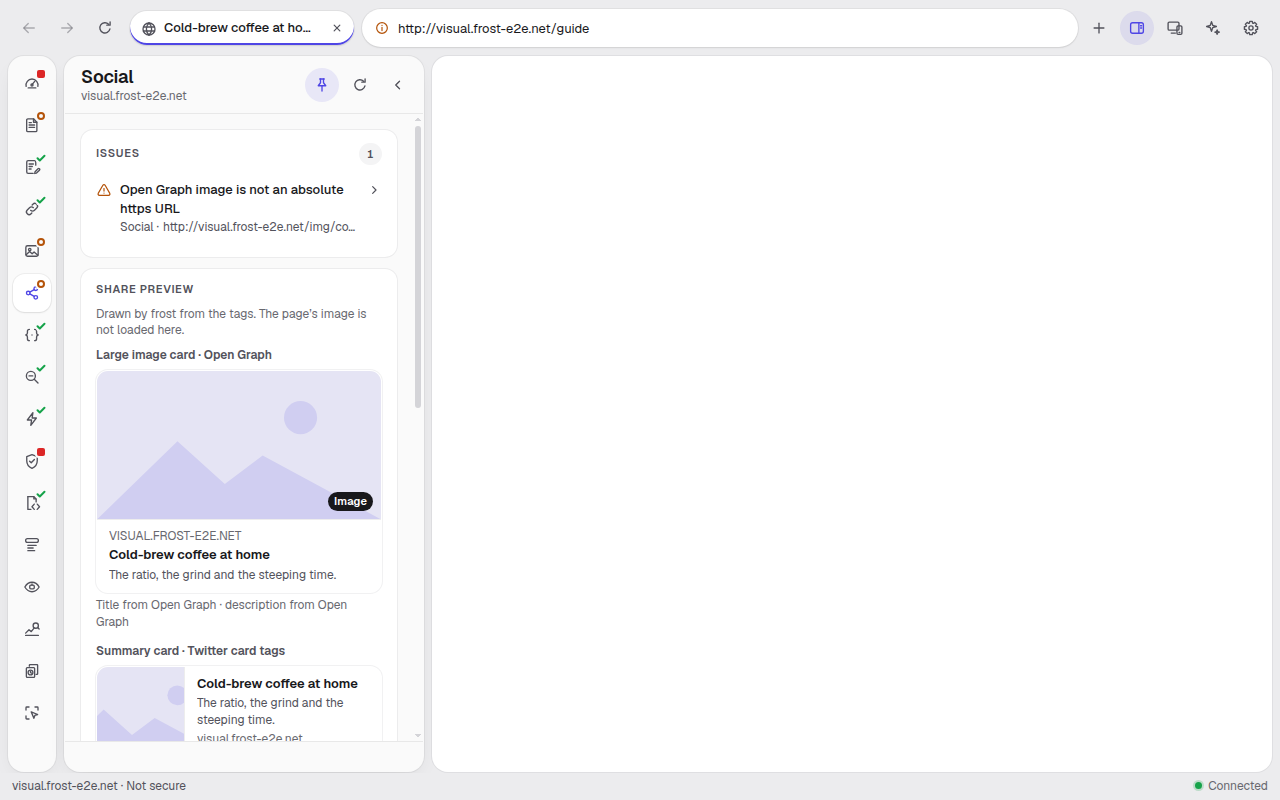 Cold-brew coffee at ho...
http://visual.frost-e2e.net/guide
Social
visual.frost-e2e.net
ISSUES
1
Open Graph image is not an absolute
https URL
Social · http://visual.frost-e2e.net/img/co...
SHARE PREVIEW
Drawn by frost from the tags. The page's image is
not loaded here.
Large image card · Open Graph
Image
VISUAL.FROST-E2E.NET
Cold-brew coffee at home
The ratio, the grind and the steeping time.
Title from Open Graph · description from Open
Graph
Summary card · Twitter card tags
Cold-brew coffee at home
The ratio, the grind and the
steeping time.
visual.frost-e2e.net
visual.frost-e2e.net · Not secure
Connected